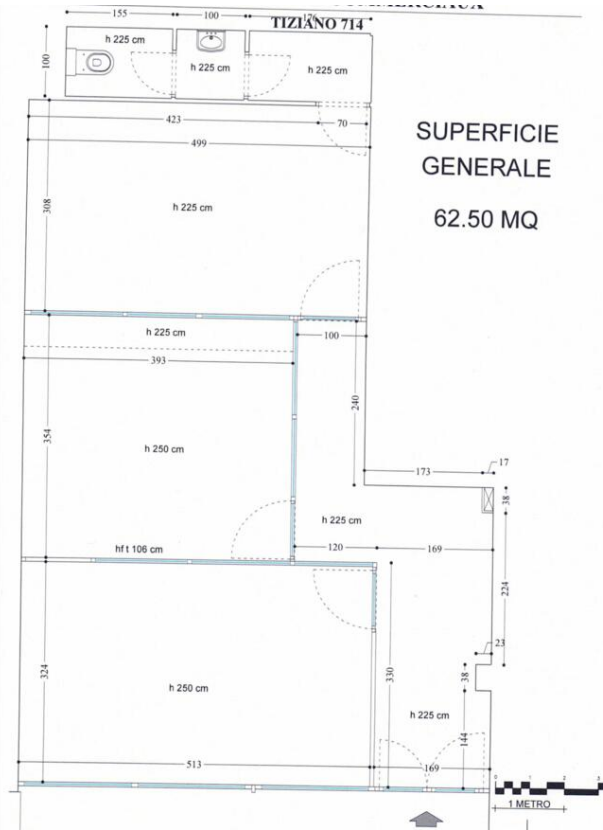 TIZIANO 714
155
100
176
h 225 cm
h 225 cm
h 225 cm
100
423
70
499
SUPERFICIE
GENERALE
62.50 MQ
308
h 225 cm
h 225 cm
100
393
240
354
h 250 cm
173
17
38
h 225 cm
hf t 106 cm
120
169
224
23
324
330
38
h 250 cm
h 225 cm
144
513
169
1 METRO